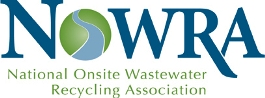 NOWRA
National Onsite Wastewater
Recycling Association